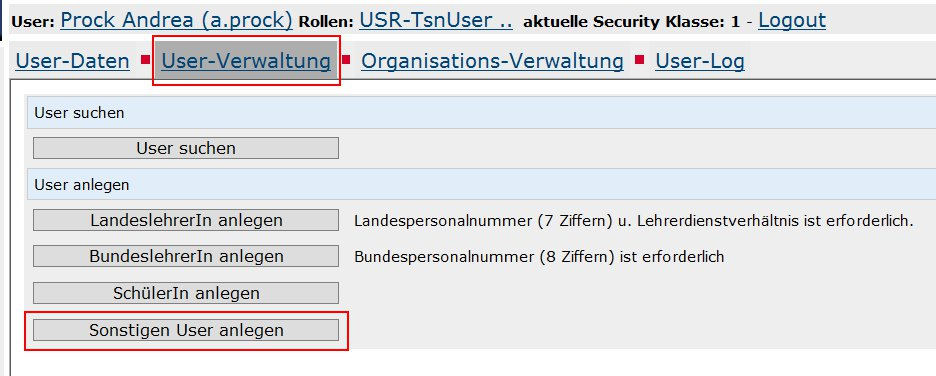 User: Prock Andrea (a.prock) Rollen: USR-TsnUser .. aktuelle Security Klasse: 1 - Logout
User-Daten User-Verwaltung Organisations-Verwaltung User-Log
User suchen
User suchen
User anlegen
LandeslehrerIn anlegen Landespersonalnummer (7 Ziffern) u. Lehrerdienstverhältnis ist erforderlich.
BundeslehrerIn anlegen Bundespersonalnummer (8 Ziffern) ist erforderlich
SchülerIn anlegen
Sonstigen User anlegen